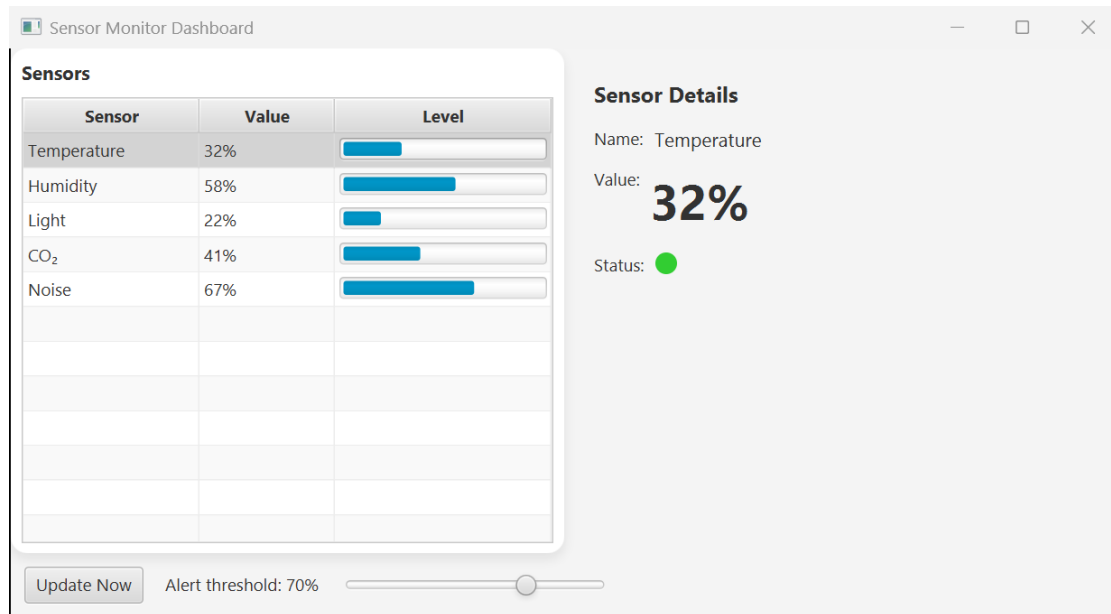 Sensor Monitor Dashboard
Sensors
Sensor Value Level
Temperature 32%
Humidity 58%
Light 22%
CO₂ 41%
Noise 67%
Sensor Details
Name: Temperature
Value: 32%
Status:
Update Now Alert threshold: 70%